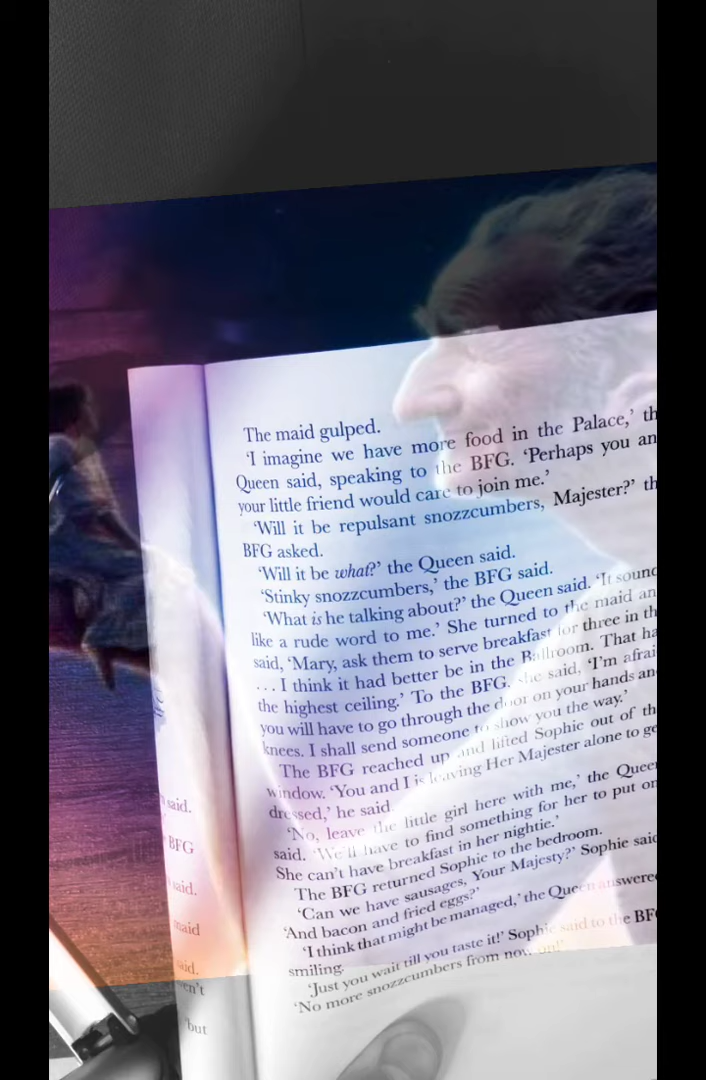 The maid gulped.
'I imagine we have more food in the Palace,' th
Queen said, speaking to the BFG. 'Perhaps you an
your little friend would care to join me.'
'Will it be repulsant snozzcumbers, Majester?' th
BFG asked.
'Will it be what?' the Queen said.
'Stinky snozzcumbers,' the BFG said.
'What is he talking about?' the Queen said. 'It sound
like a rude word to me.' She turned to the maid an
said, 'Mary, ask them to serve breakfast for three in th
... I think it had better be in the Ballroom. That ha
the highest ceiling.' To the BFG, she said, 'I'm afrai
you will have to go through the door on your hands an
knees. I shall send someone to show you the way.'
The BFG reached up and lifted Sophie out of th
window. 'You and I is leaving Her Majester alone to ge
dressed,' he said.
'No, leave the little girl here with me,' the Queen
said. 'We'll have to find something for her to put on
She can't have breakfast in her nightie.'
The BFG returned Sophie to the bedroom.
'Can we have sausages, Your Majesty?' Sophie said
'And bacon and fried eggs?'
'I think that might be managed,' the Queen answered
smiling.
'Just you wait till you taste it!' Sophie said to the BFG
'No more snozzcumbers from now on!'
said.
BFG
said.
maid
said.
'but